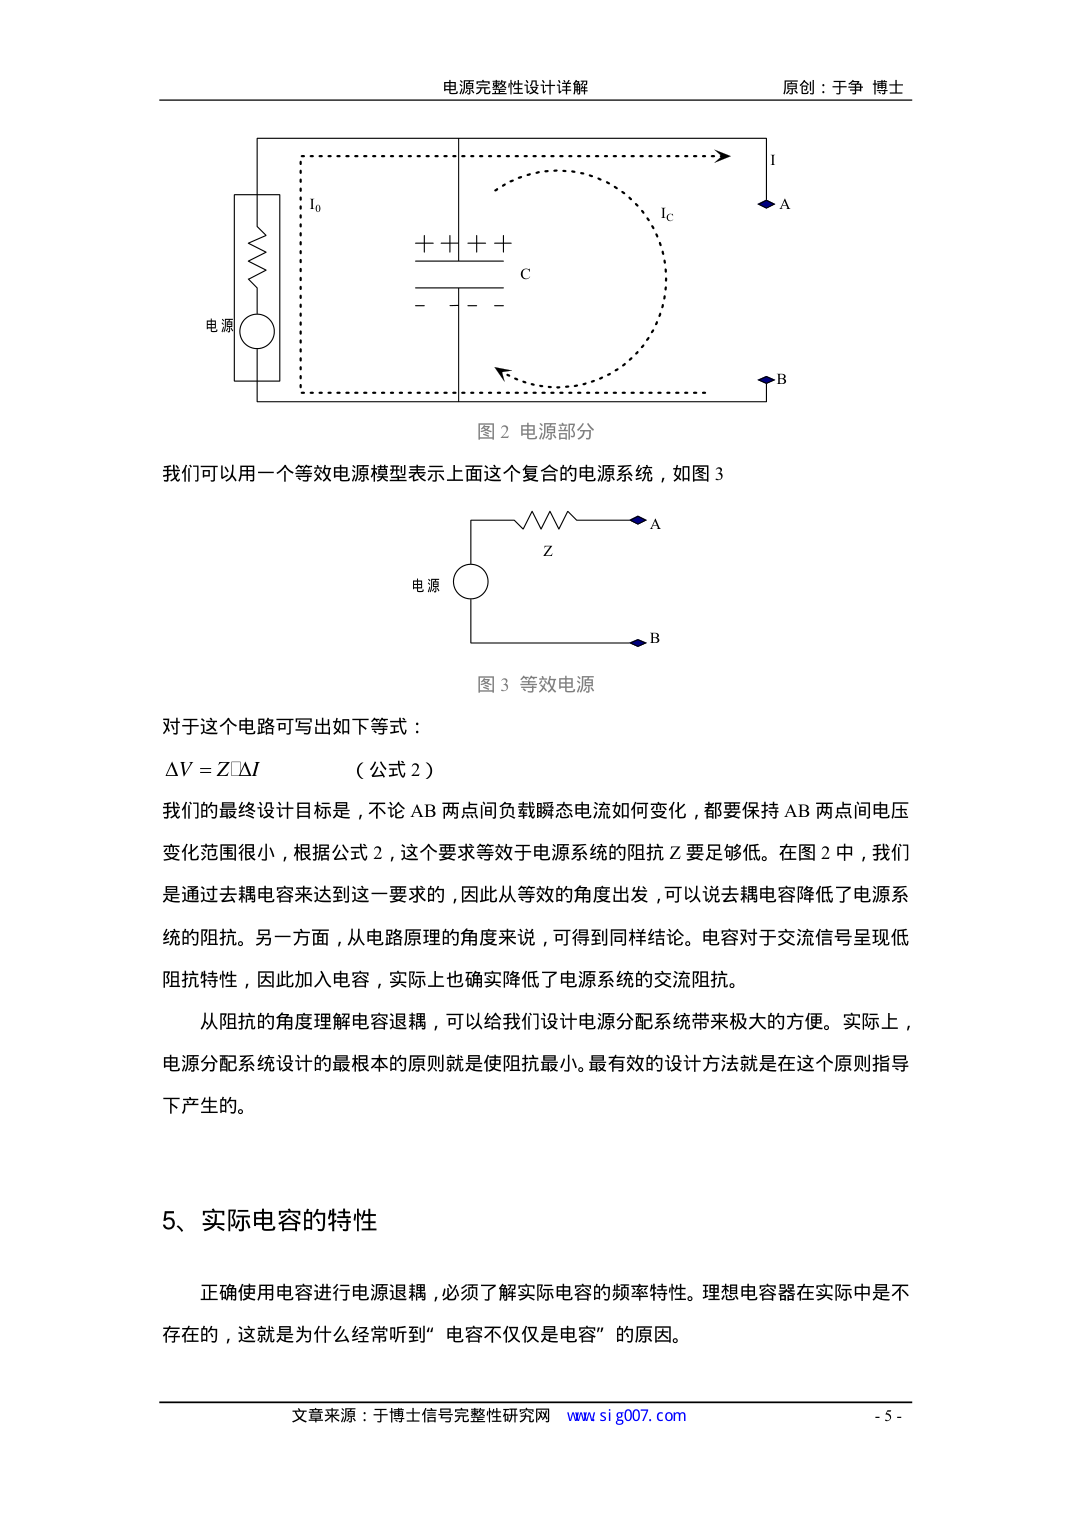 电源完整性设计详解 原创：于争 博士
I
I0
A
IC
+ + + +
C
- - - -
电源
B
图 2 电源部分
我们可以用一个等效电源模型表示上面这个复合的电源系统，如图 3
A
Z
电源
B
图 3 等效电源
对于这个电路可写出如下等式：
ΔV = Z□ΔI （公式 2）
我们的最终设计目标是，不论 AB 两点间负载瞬态电流如何变化，都要保持 AB 两点间电压
变化范围很小，根据公式 2，这个要求等效于电源系统的阻抗 Z 要足够低。在图 2 中，我们
是通过去耦电容来达到这一要求的，因此从等效的角度出发，可以说去耦电容降低了电源系
统的阻抗。另一方面，从电路原理的角度来说，可得到同样结论。电容对于交流信号呈现低
阻抗特性，因此加入电容，实际上也确实降低了电源系统的交流阻抗。
从阻抗的角度理解电容退耦，可以给我们设计电源分配系统带来极大的方便。实际上，
电源分配系统设计的最根本的原则就是使阻抗最小。最有效的设计方法就是在这个原则指导
下产生的。
5、实际电容的特性
正确使用电容进行电源退耦，必须了解实际电容的频率特性。理想电容器在实际中是不
存在的，这就是为什么经常听到“电容不仅仅是电容”的原因。
文章来源：于博士信号完整性研究网 www.sig007.com - 5 -